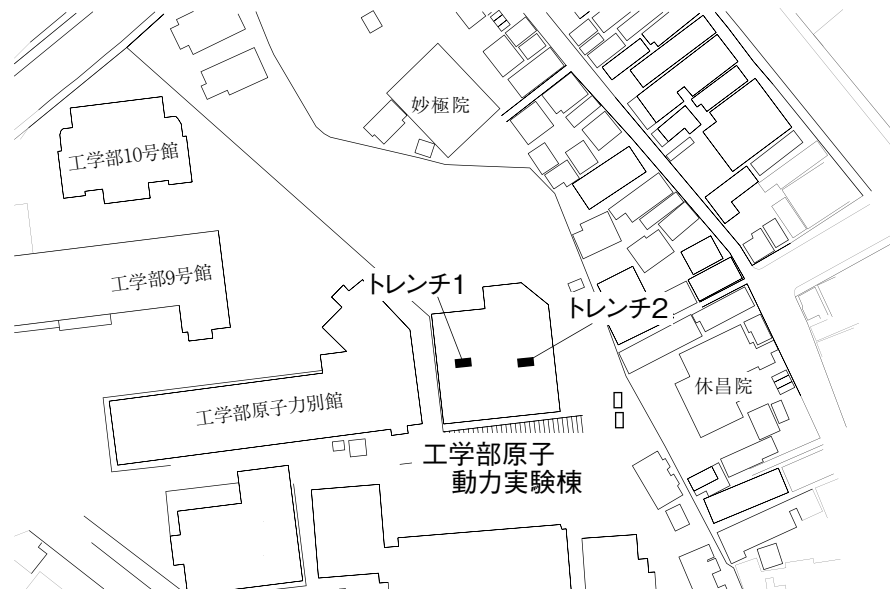 妙極院
工学部10号館
工学部9号館
トレンチ1
トレンチ2
休昌院
工学部原子力別館
工学部原子
動力実験棟